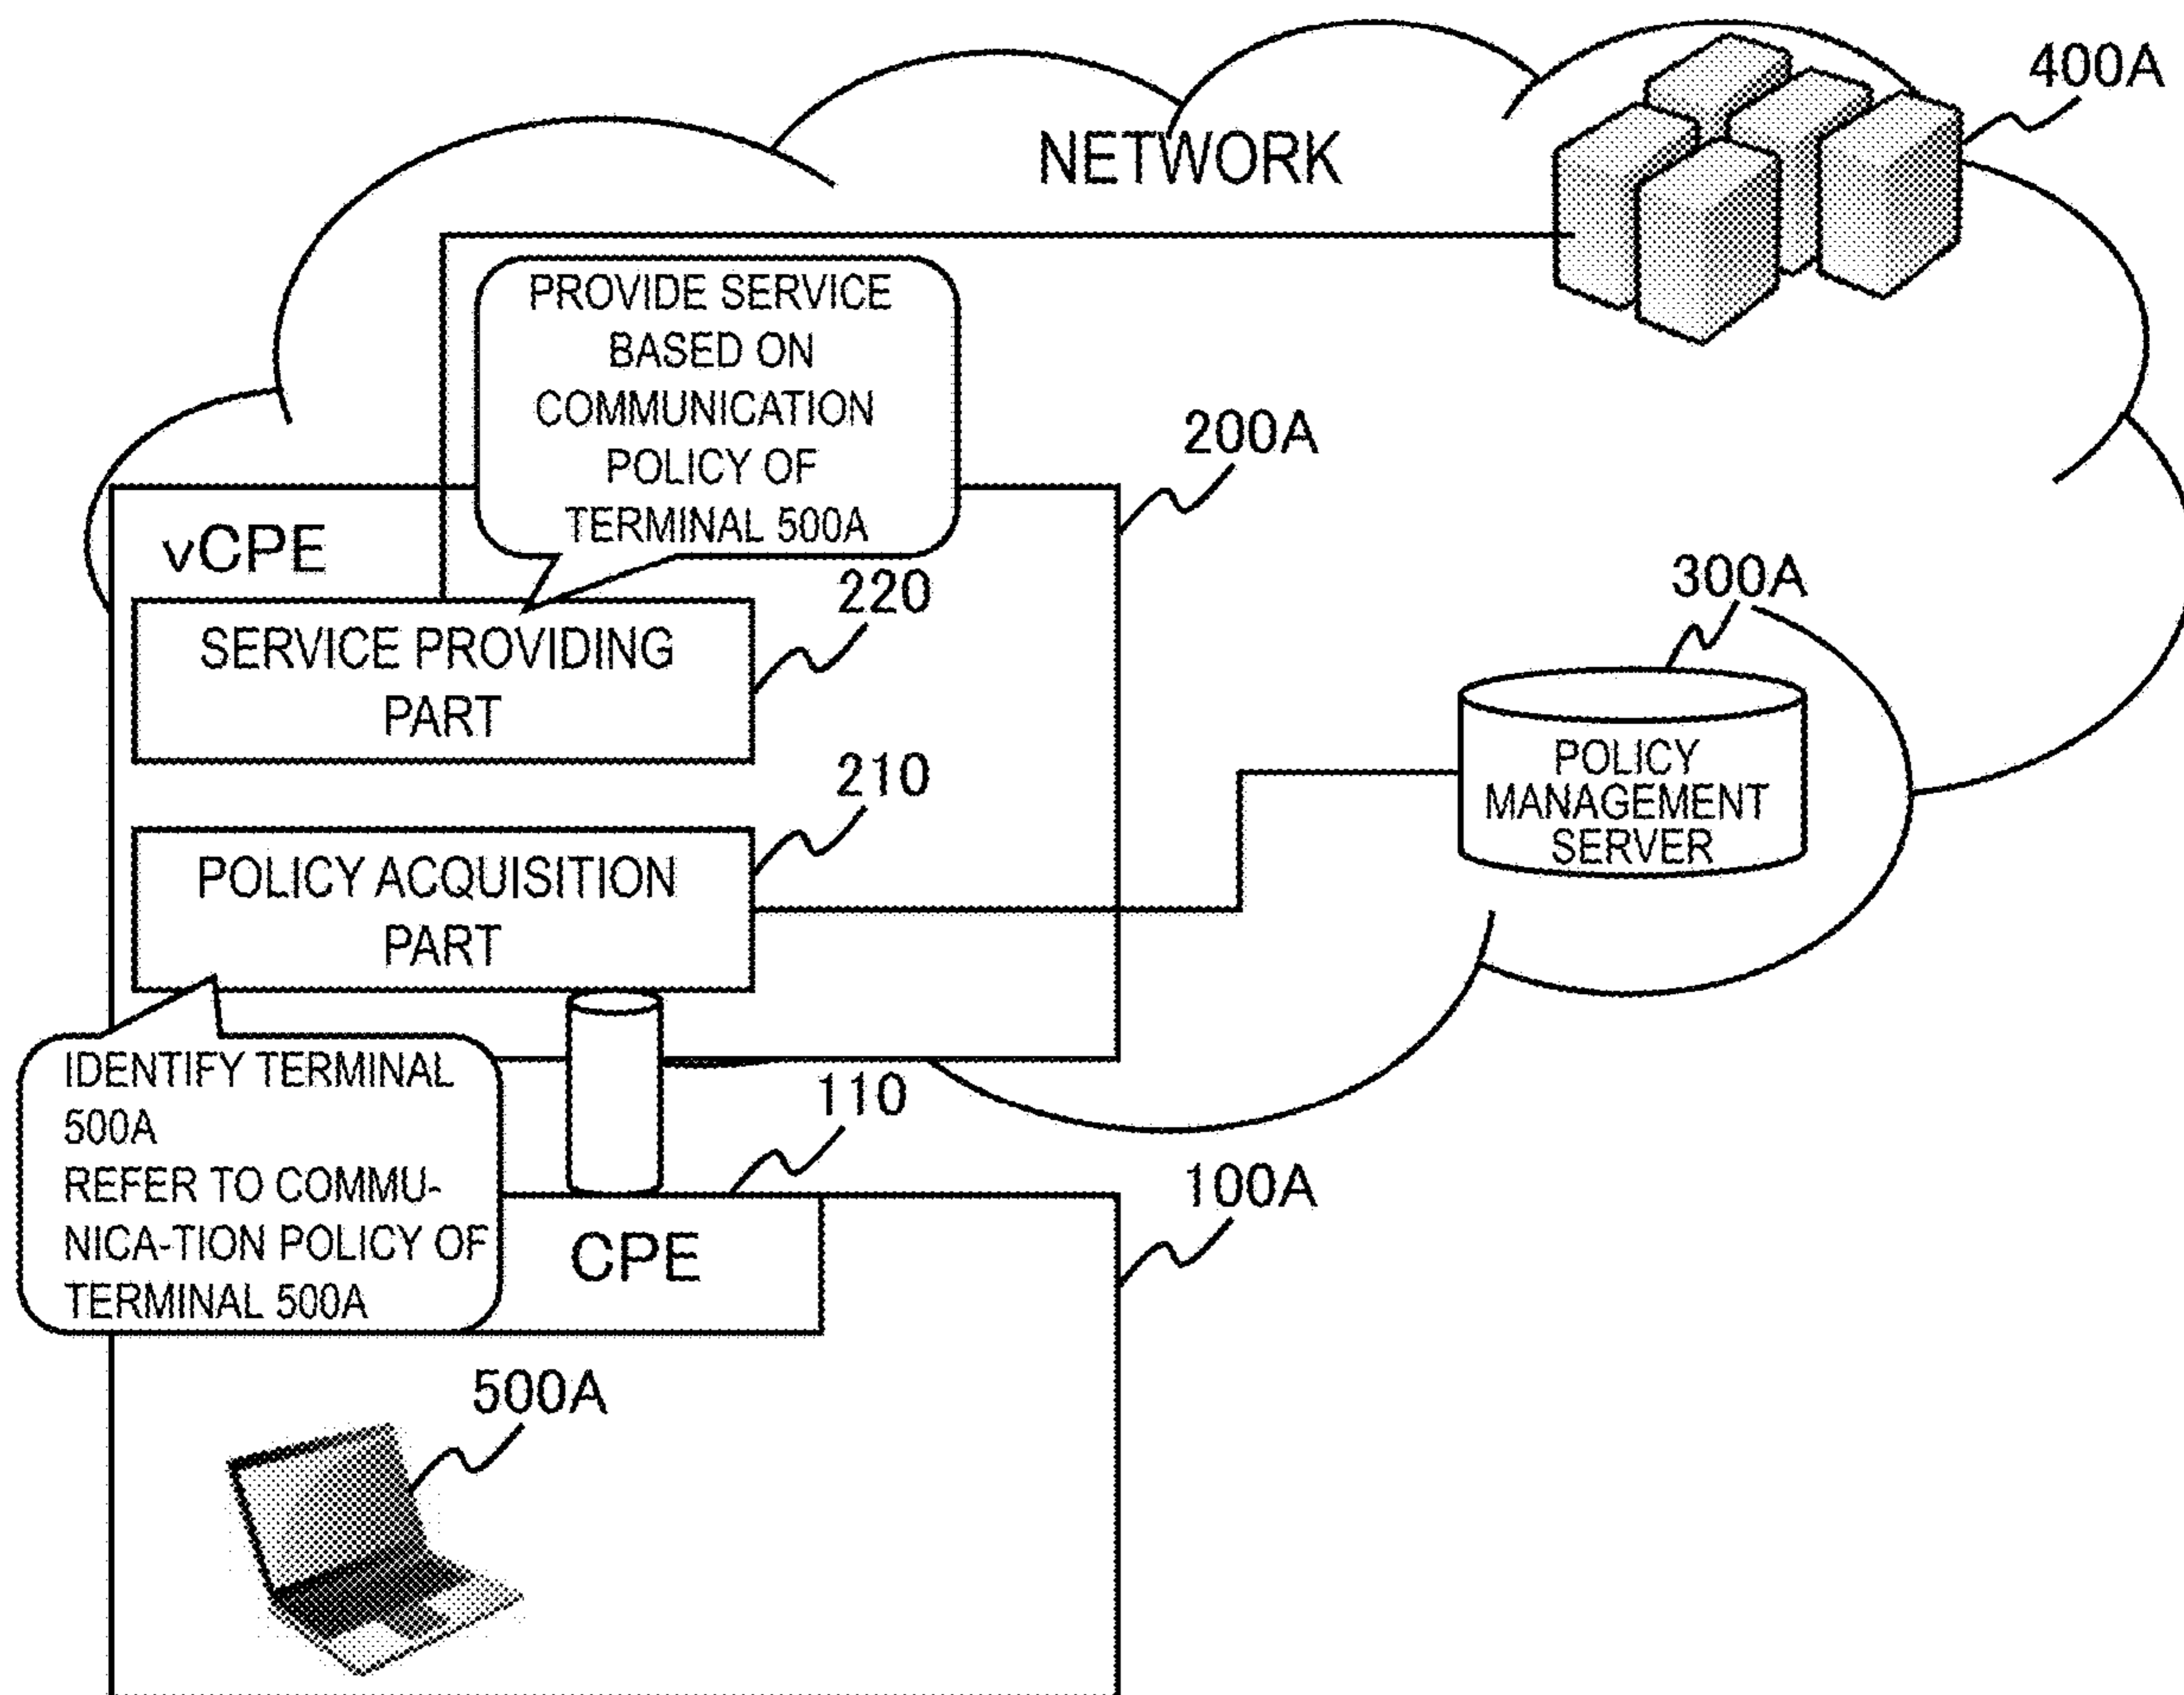 400A
NETWORK
PROVIDE SERVICE
BASED ON
COMMUNICATION
POLICY OF
TERMINAL 500A
200A
vCPE
220
300A
SERVICE PROVIDING
PART
210
POLICY
MANAGEMENT
SERVER
POLICY ACQUISITION
PART
IDENTIFY TERMINAL
500A
REFER TO COMMU-
NICA-TION POLICY OF
TERMINAL 500A
110
100A
CPE
500A